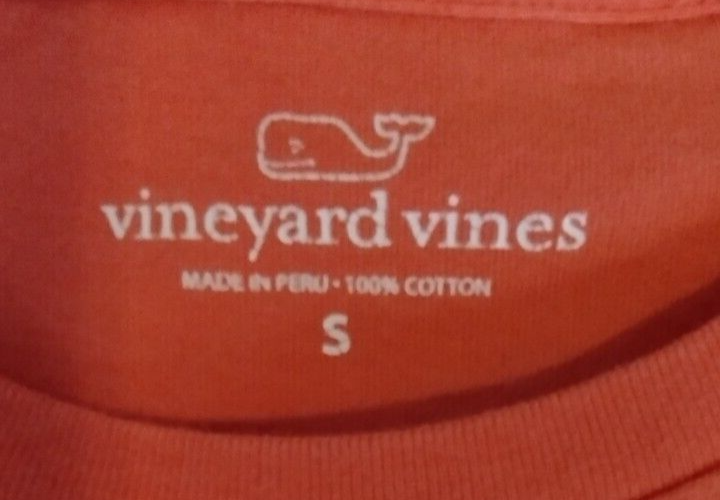 vineyard vines
MADE IN PERU • 100% COTTON
S